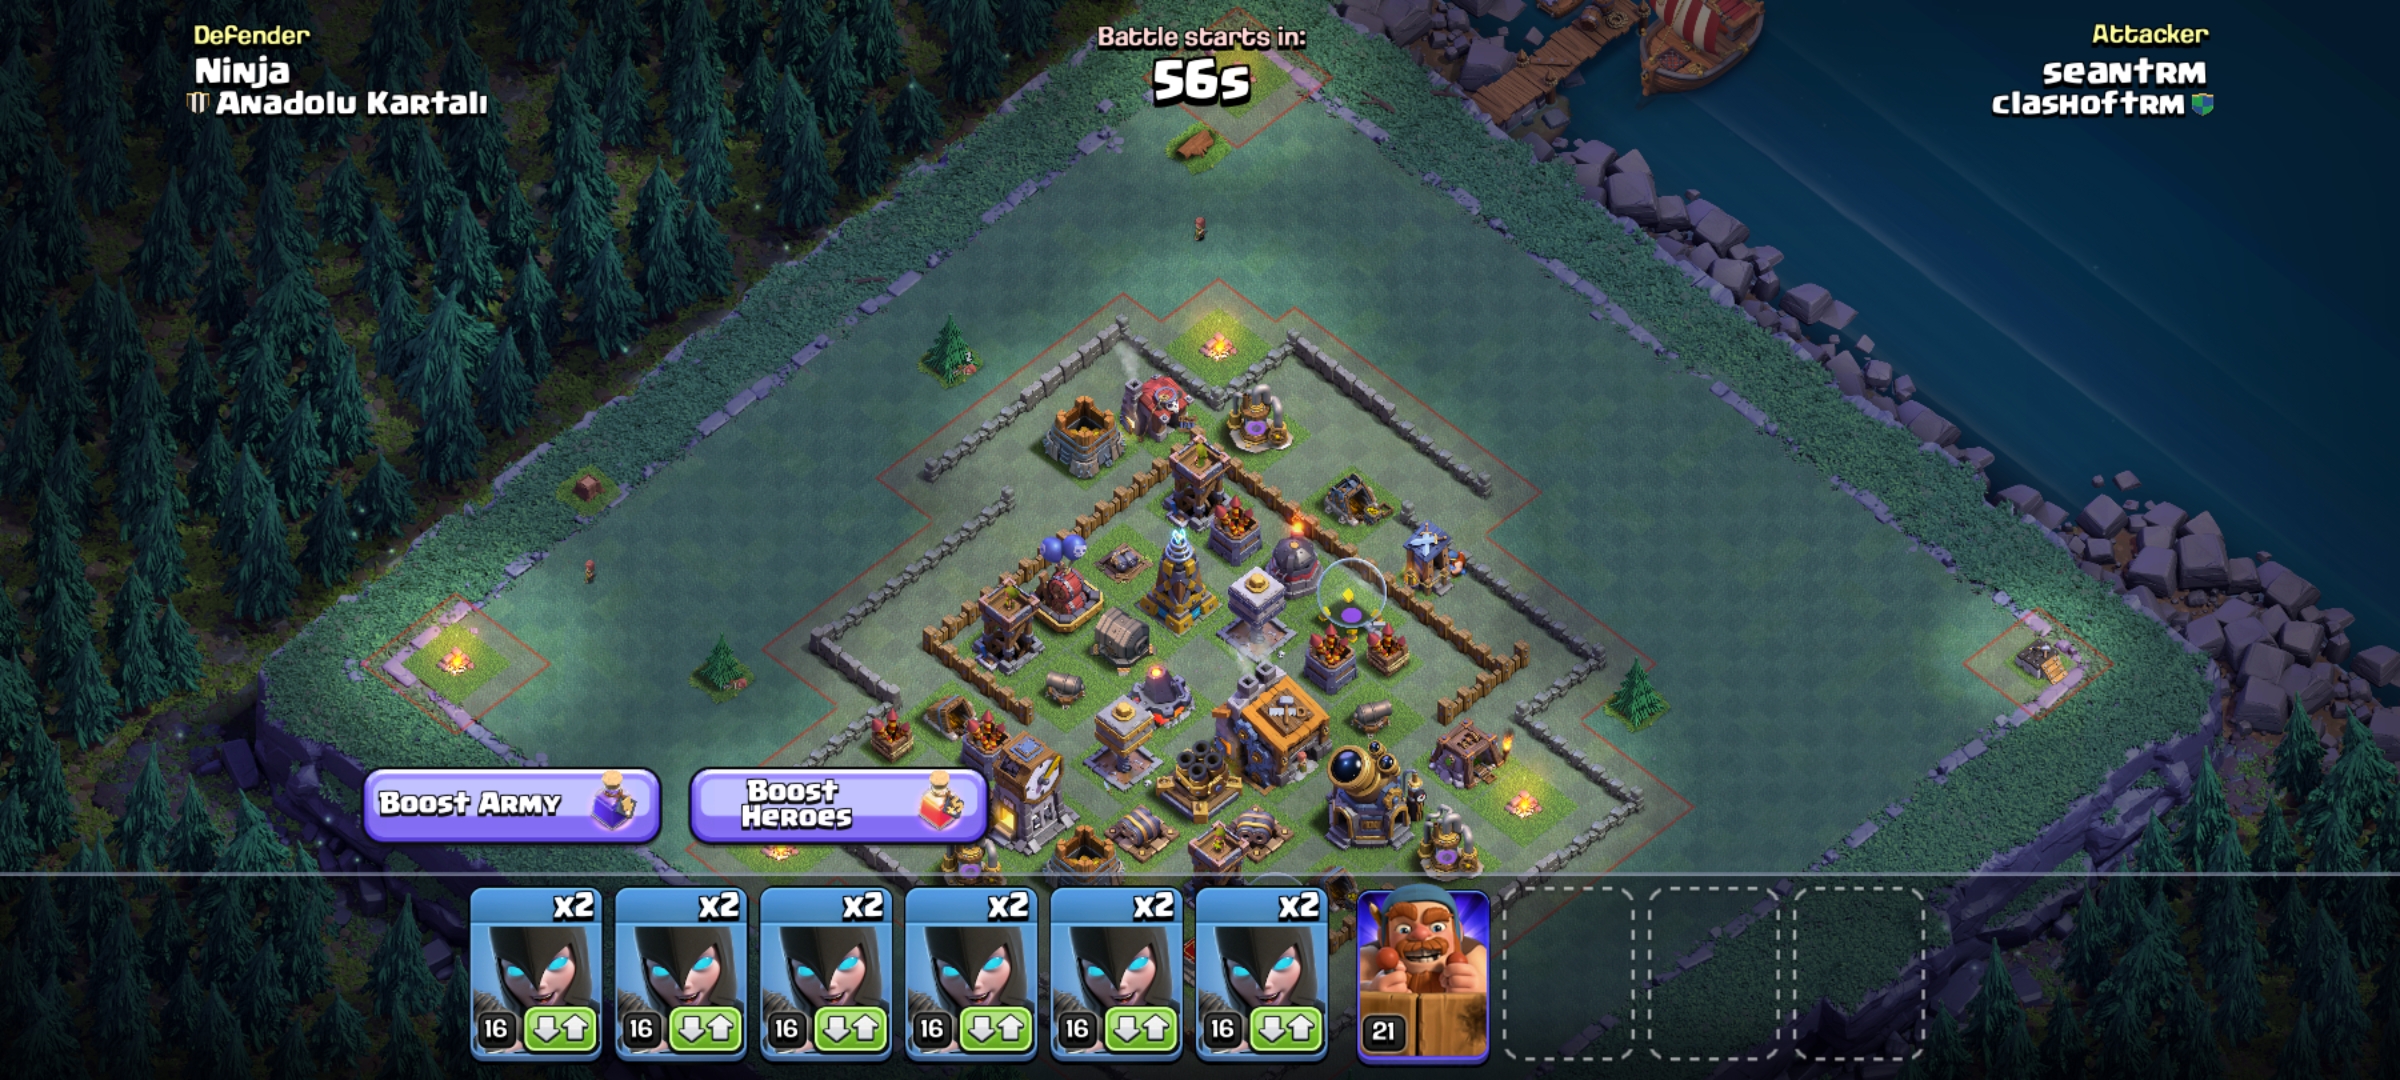 Defender
Ninja
Anadolu Kartalı
Battle starts in:
56s
Attacker
seantrm
clashoftrm
Boost Army
Boost
Heroes
x2
x2
x2
x2
x2
x2
16
16
16
16
16
16
21